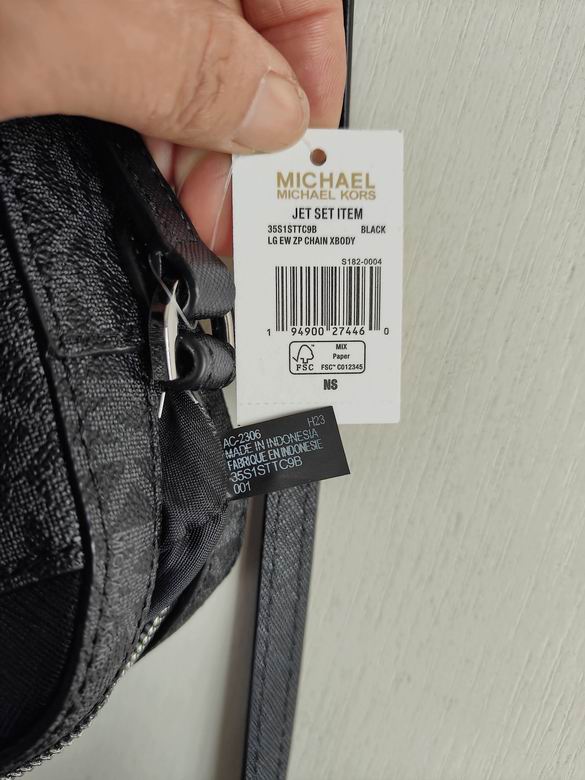 MICHAEL
MICHAEL KORS
JET SET ITEM
35S1STTC9B BLACK
LG EW ZP CHAIN XBODY
S182-0004
1 94900 27446 0
FSC
MIX
Paper
FSC™ C012345
NS
AC-2306 H23
MADE IN INDONESIA
FABRIQUE EN INDONESIE
35S1STTC9B
001